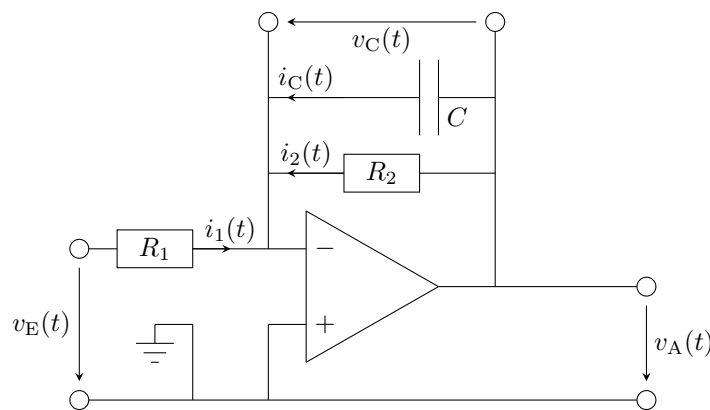 v_C(t)
i_C(t)
C
i_2(t)
R_2
R_1
i_1(t)
−
+
v_E(t)
v_A(t)